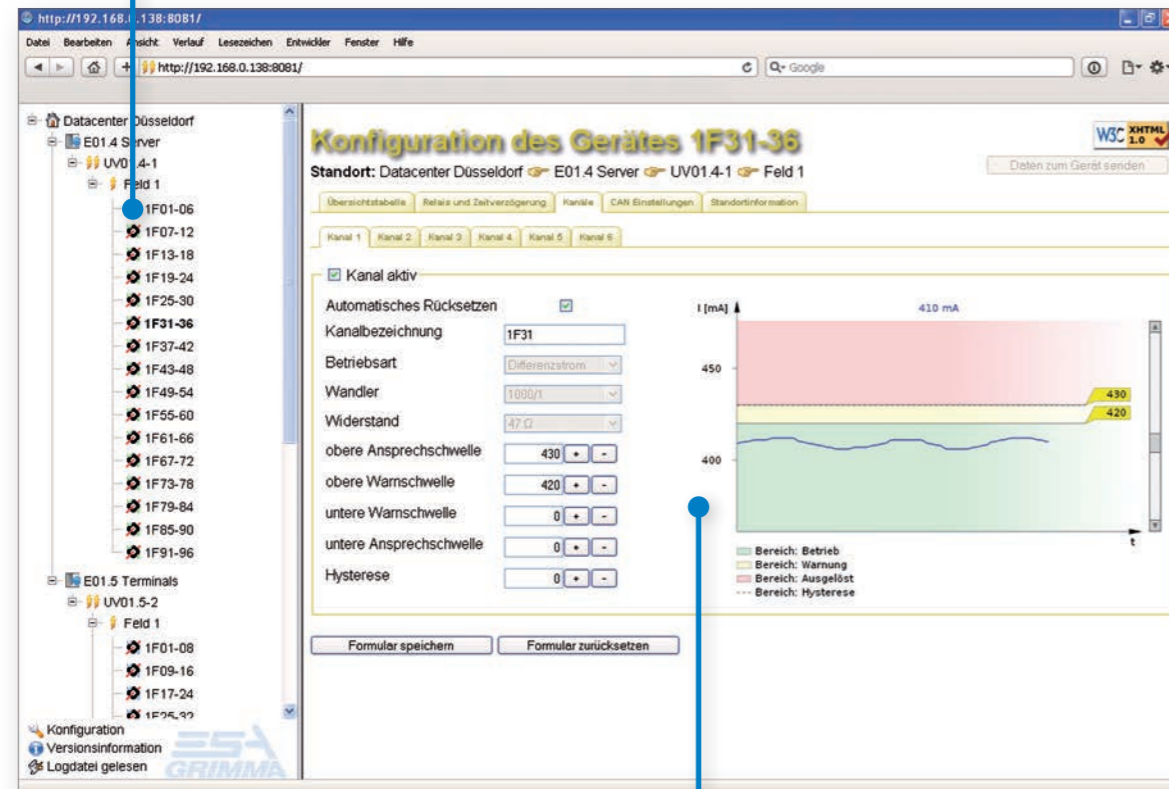 http://192.168.0.138:8081/
Datei Bearbeiten Ansicht Verlauf Lesezeichen Entwickler Fenster Hilfe
http://192.168.0.138:8081/
Google
Datacenter Düsseldorf
E01.4 Server
UV01.4-1
Feld 1
1F01-06
1F07-12
1F13-18
1F19-24
1F25-30
1F31-36
1F37-42
1F43-48
1F49-54
1F55-60
1F61-66
1F67-72
1F73-78
1F79-84
1F85-90
1F91-96
E01.5 Terminals
UV01.5-2
Feld 1
1F01-08
1F09-16
1F17-24
1F25-32
Konfiguration
Versionsinformation
Logdatei gelesen
ESA
GRIMMA
Konfiguration des Gerätes 1F31-36
W3C XHTML 1.0
Standort: Datacenter Düsseldorf E01.4 Server UV01.4-1 Feld 1
Daten zum Gerät senden
Übersichtstabelle Relais und Zeitverzögerung Kanäle CAN Einstellungen Standortinformation
Kanal 1 Kanal 2 Kanal 3 Kanal 4 Kanal 5 Kanal 6
Kanal aktiv
Automatisches Rücksetzen
Kanalbezeichnung 1F31
Betriebsart Differenzstrom
Wandler 1000/1
Widerstand 47 Ω
obere Ansprechschwelle 430 + -
obere Warnschwelle 420 + -
untere Warnschwelle 0 + -
untere Ansprechschwelle 0 + -
Hysterese 0 + -
I [mA]
410 mA
450
430
420
400
t
Bereich: Betrieb
Bereich: Warnung
Bereich: Ausgelöst
Bereich: Hysterese
Formular speichern Formular zurücksetzen